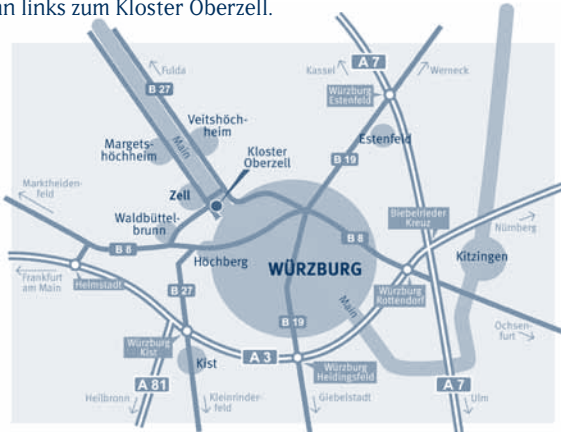 an links zum Kloster Oberzell.
Fulda
B 27
Kassel
A 7
Werneck
Würzburg
Estenfeld
Veitshöch-
heim
Margets-
höchheim
Main
Kloster
Oberzell
Estenfeld
B 19
Marktheiden-
feld
Zell
Waldbüttel-
brunn
Biebelrieder
Kreuz
Nürnberg
B 8
B 8
Höchberg
WÜRZBURG
Kitzingen
Frankfurt
am Main
Helmstadt
B 27
Würzburg
Rottendorf
Main
B 19
Ochsen-
furt
Würzburg
Kist
Kist
A 3
Würzburg
Heidingsfeld
A 81
A 7
Heilbronn
Kleinrinder-
feld
Giebelstadt
Ulm